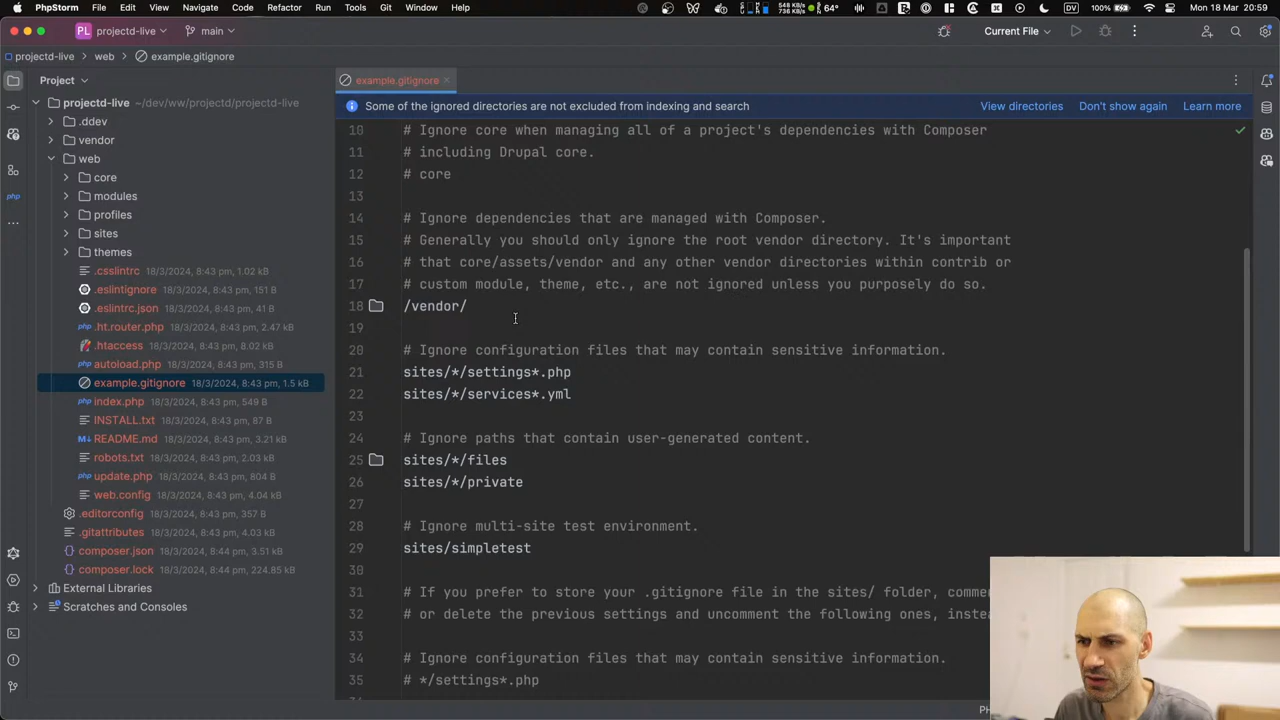 PhpStorm File Edit View Navigate Code Refactor Run Tools Git Window Help
64° DV 100% Mon 18 Mar 20:59
PL projectd-live main Current File
projectd-live web example.gitignore
Project
example.gitignore
projectd-live ~/dev/ww/projectd/projectd-live
.ddev
vendor
web
core
modules
profiles
sites
themes
.csslintrc 18/3/2024, 8:43 pm, 1.02 kB
.eslintignore 18/3/2024, 8:43 pm, 151 B
.eslintrc.json 18/3/2024, 8:43 pm, 41 B
.ht.router.php 18/3/2024, 8:43 pm, 2.47 kB
.htaccess 18/3/2024, 8:43 pm, 8.02 kB
php autoload.php 18/3/2024, 8:43 pm, 315 B
example.gitignore 18/3/2024, 8:43 pm, 1.5 kB
php index.php 18/3/2024, 8:43 pm, 549 B
INSTALL.txt 18/3/2024, 8:43 pm, 87 B
README.md 18/3/2024, 8:43 pm, 3.21 kB
robots.txt 18/3/2024, 8:43 pm, 2.03 kB
php update.php 18/3/2024, 8:43 pm, 804 B
web.config 18/3/2024, 8:43 pm, 4.04 kB
.editorconfig 18/3/2024, 8:43 pm, 357 B
.gitattributes 18/3/2024, 8:43 pm, 4.03 kB
composer.json 18/3/2024, 8:44 pm, 3.51 kB
composer.lock 18/3/2024, 8:44 pm, 224.85 kB
External Libraries
Scratches and Consoles
Some of the ignored directories are not excluded from indexing and search View directories Don't show again Learn more
10 # Ignore core when managing all of a project's dependencies with Composer
11 # including Drupal core.
12 # core
13
14 # Ignore dependencies that are managed with Composer.
15 # Generally you should only ignore the root vendor directory. It's important
16 # that core/assets/vendor and any other vendor directories within contrib or
17 # custom module, theme, etc., are not ignored unless you purposely do so.
18 /vendor/
19
20 # Ignore configuration files that may contain sensitive information.
21 sites/*/settings*.php
22 sites/*/services*.yml
23
24 # Ignore paths that contain user-generated content.
25 sites/*/files
26 sites/*/private
27
28 # Ignore multi-site test environment.
29 sites/simpletest
30
31 # If you prefer to store your .gitignore file in the sites/ folder, comme
32 # or delete the previous settings and uncomment the following ones, instea
33
34 # Ignore configuration files that may contain sensitive information.
35 # */settings*.php